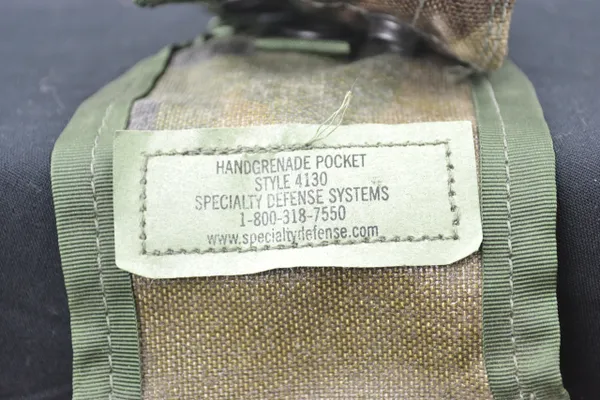 HANDGRENADE POCKET
STYLE 4130
SPECIALTY DEFENSE SYSTEMS
1-800-318-7550
www.specialtydefense.com